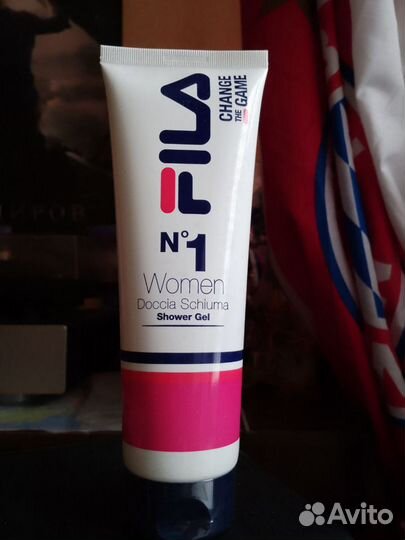 FILA
CHANGE
THE GAME
N°1
Women
Doccia Schiuma
Shower Gel
Avito